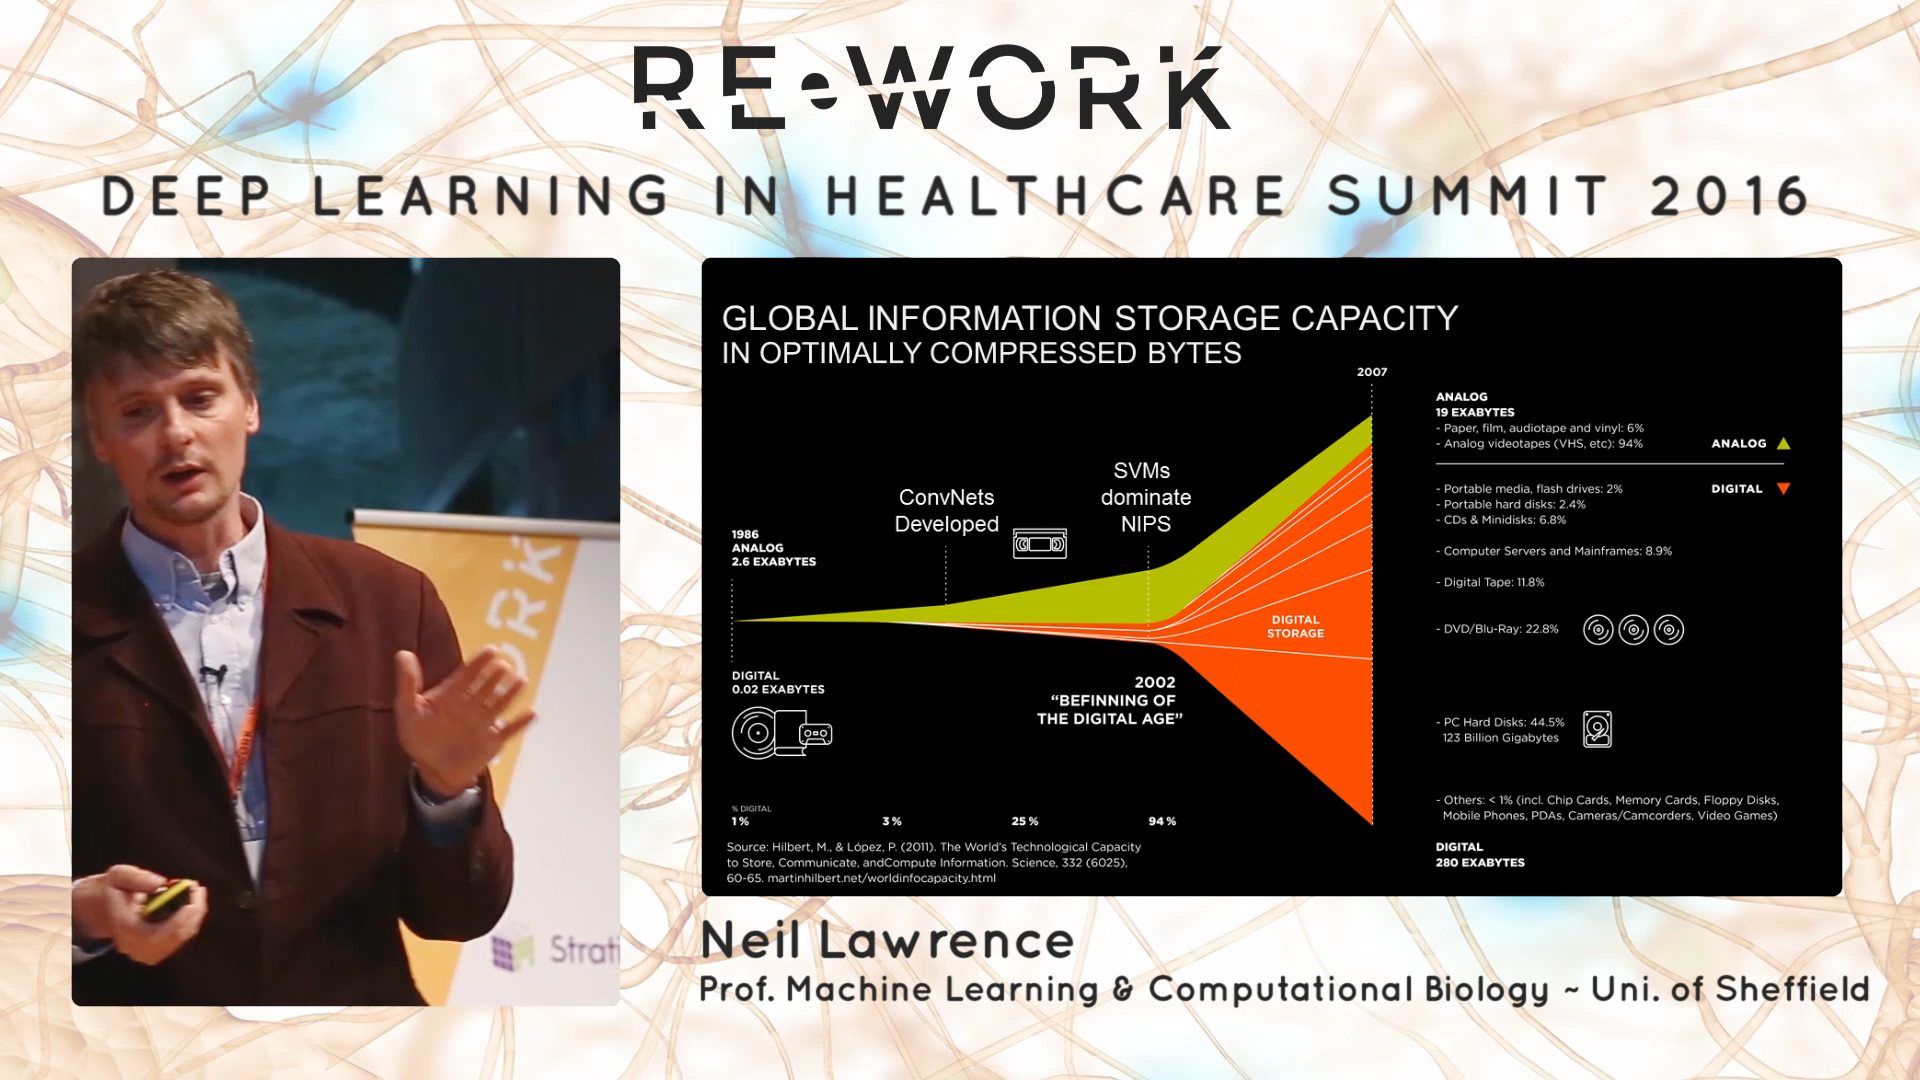 RE•WORK
DEEP LEARNING IN HEALTHCARE SUMMIT 2016
GLOBAL INFORMATION STORAGE CAPACITY
IN OPTIMALLY COMPRESSED BYTES
2007
ANALOG
19 EXABYTES
- Paper, film, audiotape and vinyl: 6%
- Analog videotapes (VHS, etc): 94%
ANALOG
DIGITAL
- Portable media, flash drives: 2%
- Portable hard disks: 2.4%
- CDs & Minidisks: 6.8%
- Computer Servers and Mainframes: 8.9%
- Digital Tape: 11.8%
- DVD/Blu-Ray: 22.8%
- PC Hard Disks: 44.5%
123 Billion Gigabytes
- Others: < 1% (incl. Chip Cards, Memory Cards, Floppy Disks,
Mobile Phones, PDAs, Cameras/Camcorders, Video Games)
DIGITAL
280 EXABYTES
SVMs
dominate
NIPS
ConvNets
Developed
1986
ANALOG
2.6 EXABYTES
DIGITAL
STORAGE
DIGITAL
0.02 EXABYTES
2002
“BEFINNING OF
THE DIGITAL AGE”
% DIGITAL
1% 3% 25% 94%
Source: Hilbert, M., & López, P. (2011). The World's Technological Capacity
to Store, Communicate, andCompute Information. Science, 332 (6025),
60-65. martinhilbert.net/worldinfocapacity.html
Neil Lawrence
Prof. Machine Learning & Computational Biology ~ Uni. of Sheffield